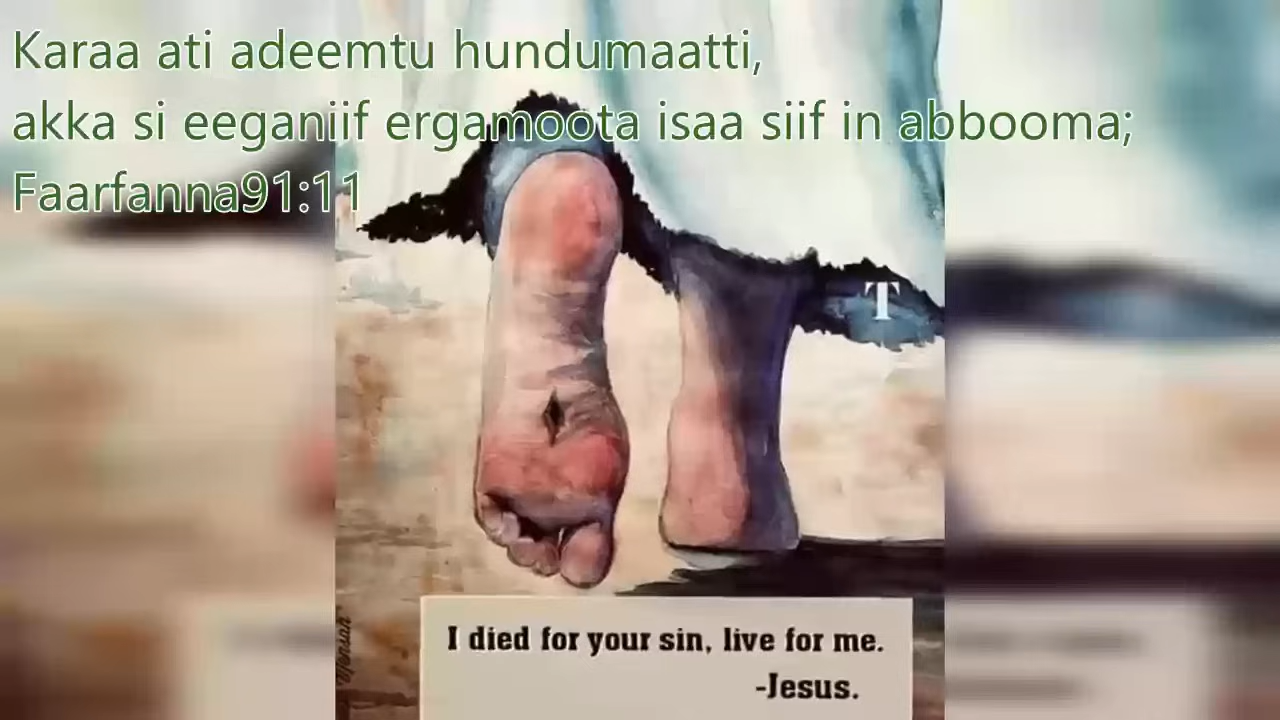 Karaa ati adeemtu hundumaatti,
akka si eeganiif ergamoota isaa siif in abbooma;
Faarfanna91:11
T
I died for your sin, live for me.
-Jesus.